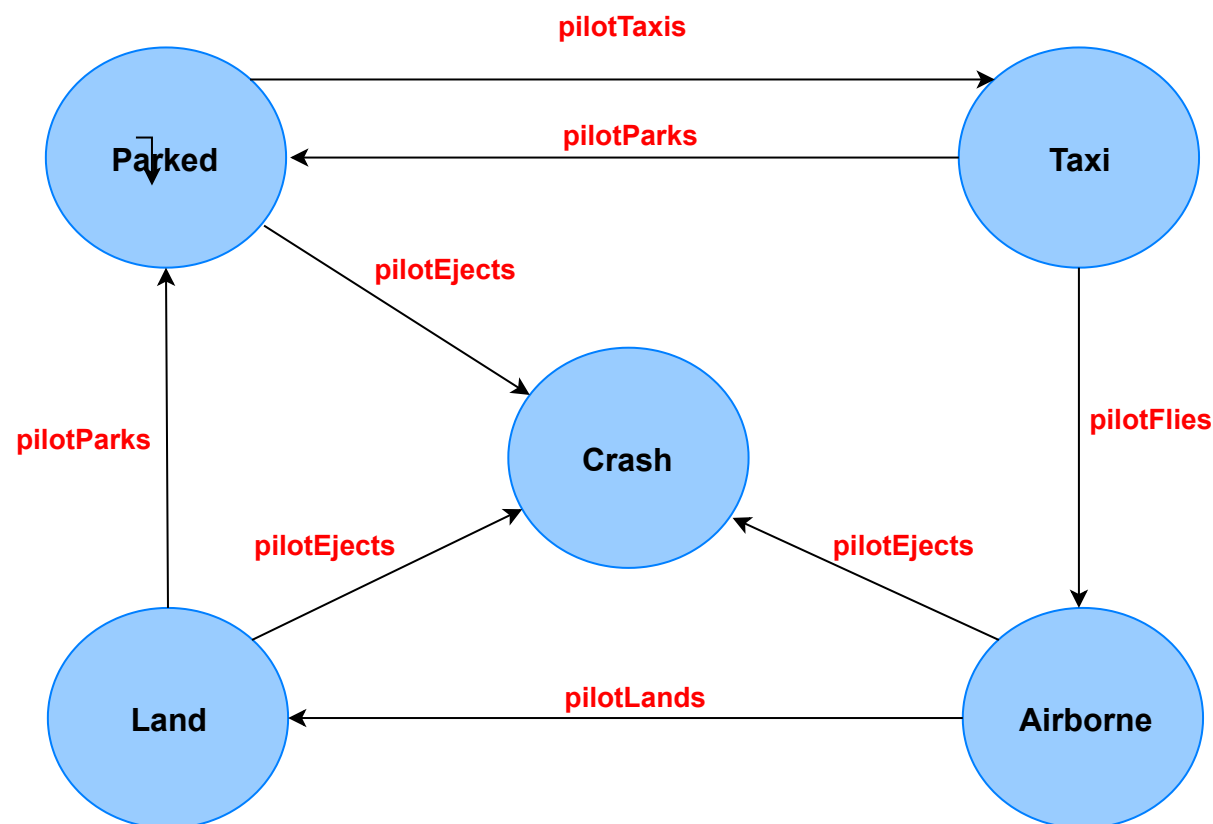 pilotTaxis
pilotParks
Parked
Taxi
pilotEjects
pilotFlies
pilotParks
Crash
pilotEjects
pilotEjects
pilotLands
Land
Airborne